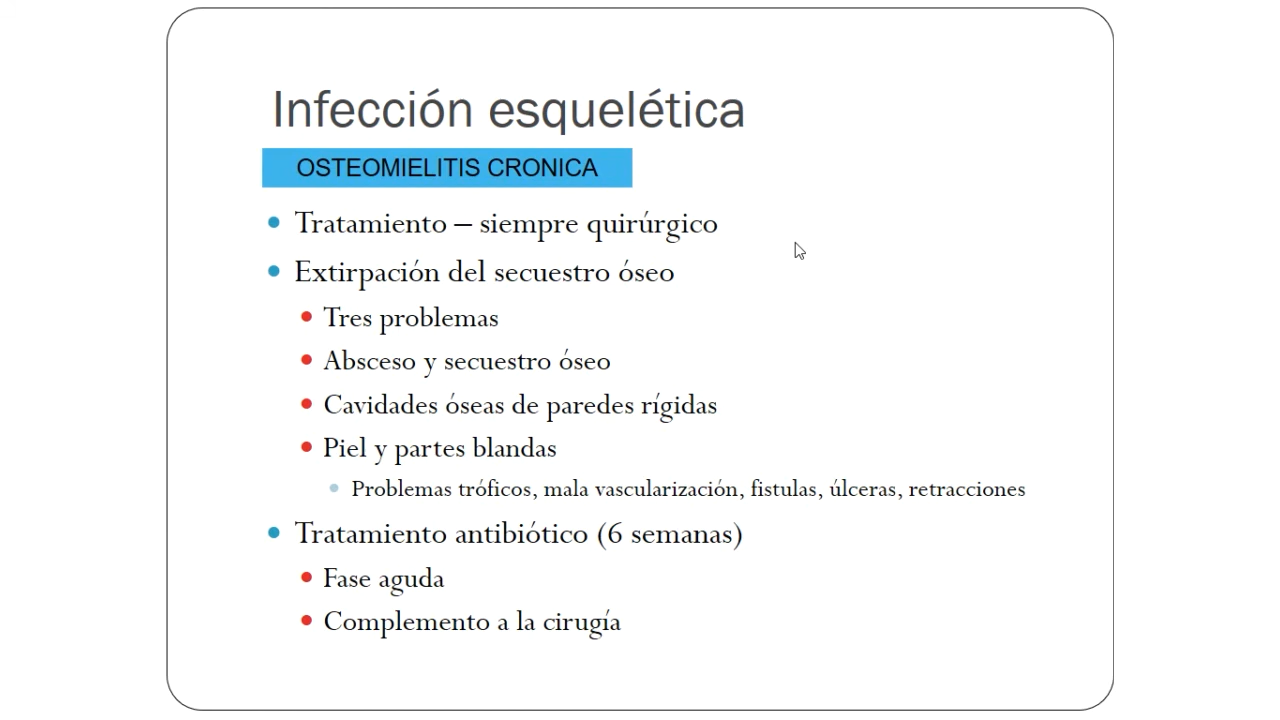 Infección esquelética
OSTEOMIELITIS CRONICA
Tratamiento – siempre quirúrgico
Extirpación del secuestro óseo
Tres problemas
Absceso y secuestro óseo
Cavidades óseas de paredes rígidas
Piel y partes blandas
Problemas tróficos, mala vascularización, fistulas, úlceras, retracciones
Tratamiento antibiótico (6 semanas)
Fase aguda
Complemento a la cirugía